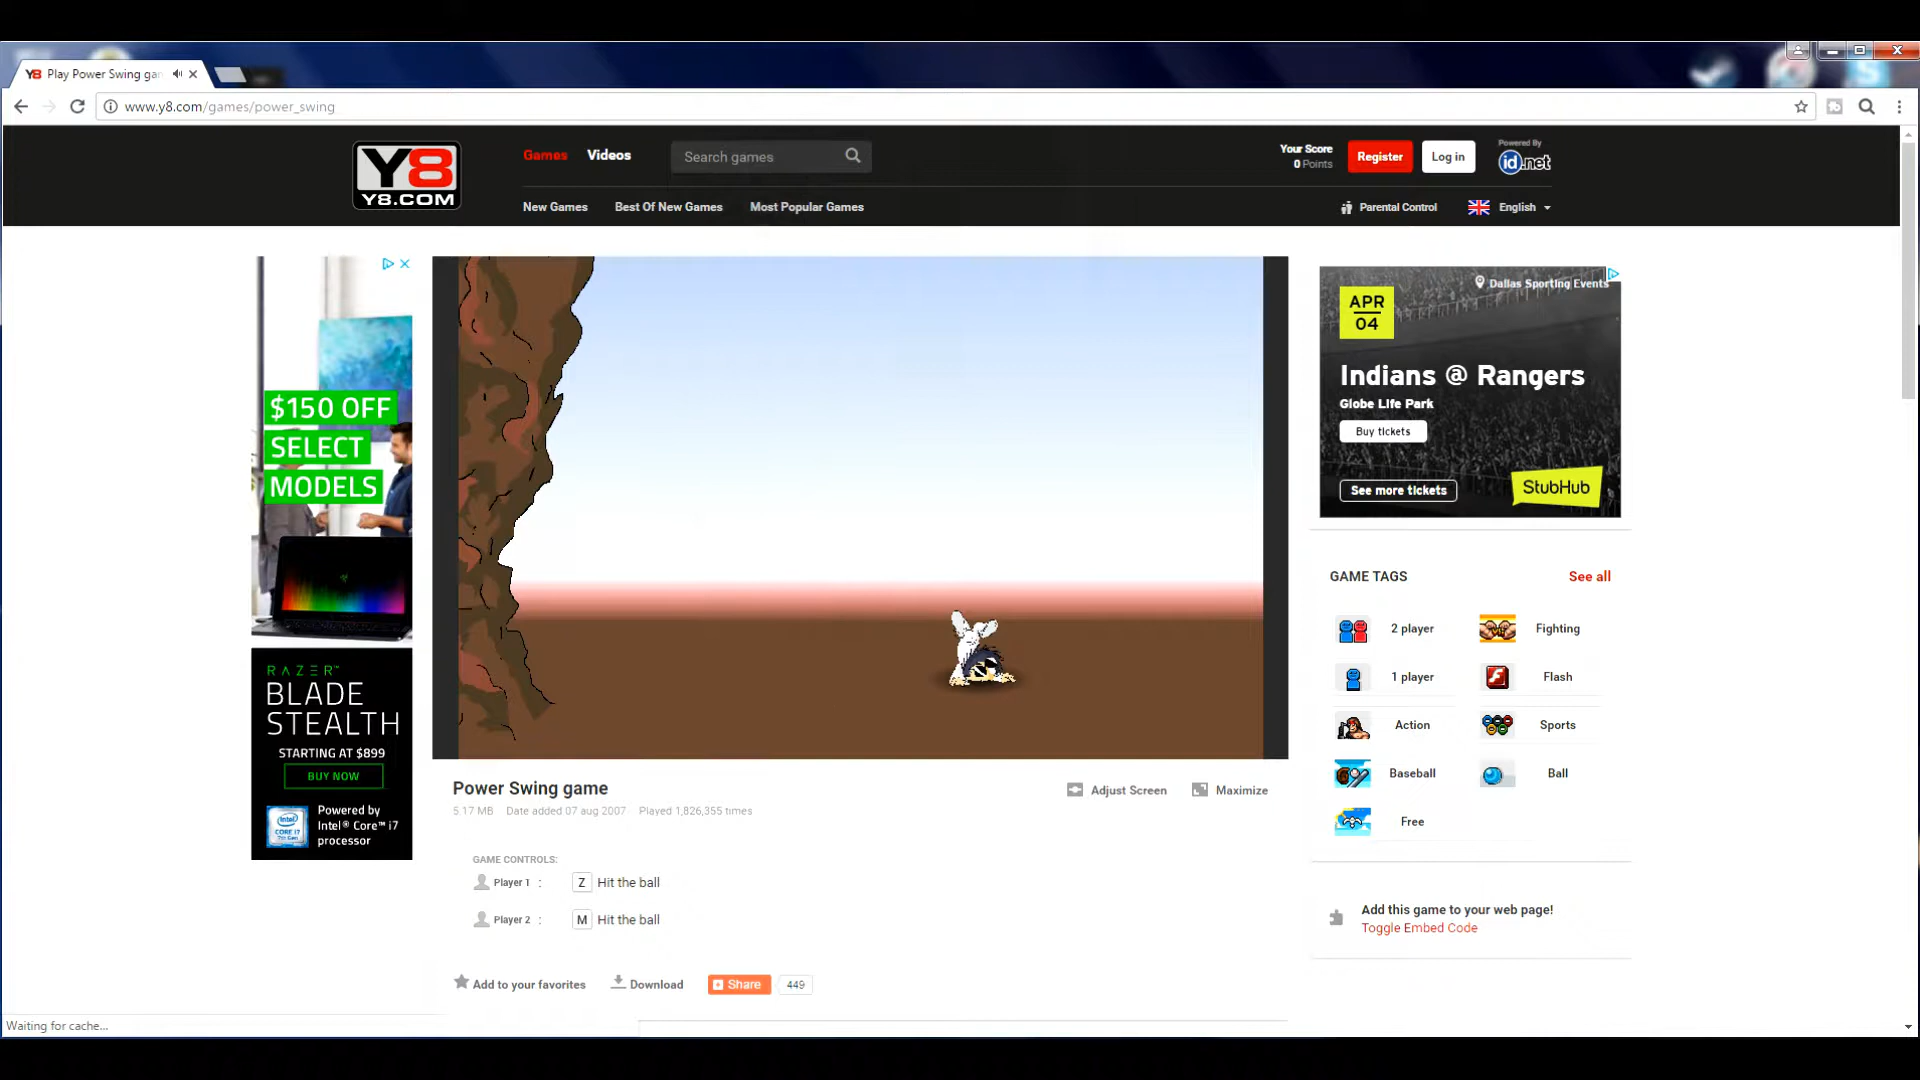 Y8 Play Power Swing gam
www.y8.com/games/power_swing
Y8
Y8.COM
Games Videos
Search games
Your Score
0 Points
Register
Log in
Powered By
id.net
New Games Best Of New Games Most Popular Games
Parental Control
English
$150 OFF
SELECT
MODELS
RAZER™
BLADE
STEALTH
STARTING AT $899
BUY NOW
Powered by
Intel® Core™ i7
processor
intel
CORE i7
Dallas Sporting Events
APR
04
Indians @ Rangers
Globe Life Park
Buy tickets
See more tickets
StubHub
GAME TAGS See all
2 player Fighting
1 player Flash
Action Sports
Baseball Ball
Free
Add this game to your web page!
Toggle Embed Code
Power Swing game
5.17 MB Date added 07 aug 2007 Played 1,826,355 times
Adjust Screen Maximize
GAME CONTROLS:
Player 1 : Z Hit the ball
Player 2 : M Hit the ball
Add to your favorites Download Share 449
Waiting for cache...